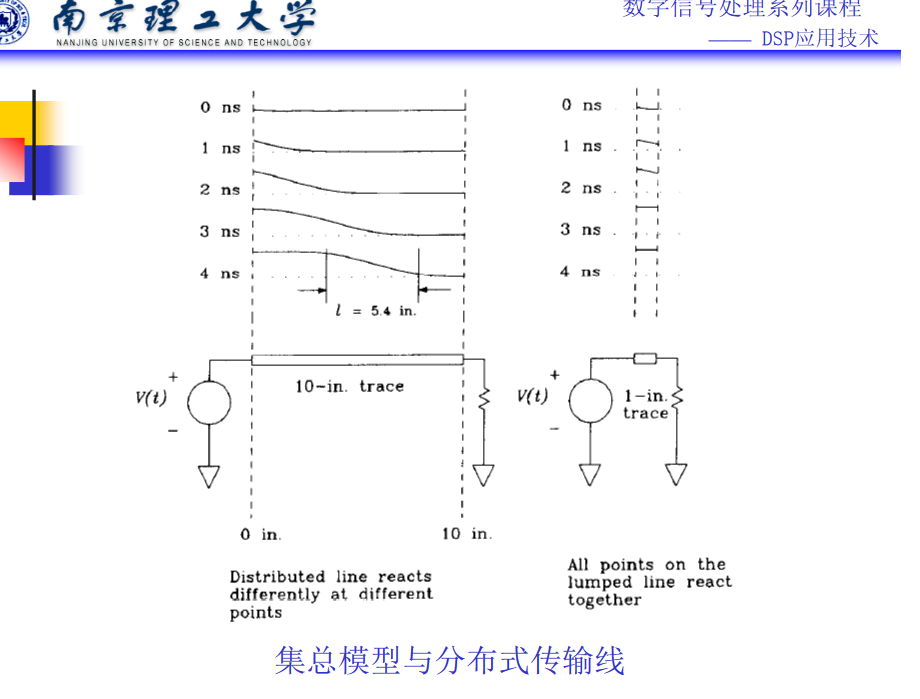 南京理工大学
NANJING UNIVERSITY OF SCIENCE AND TECHNOLOGY
数字信号处理系列课程
—— DSP应用技术
0 ns
1 ns
2 ns
3 ns
4 ns
l = 5.4 in.
V(t)
+
−
10-in. trace
0 in.
10 in.
Distributed line reacts
differently at different
points
0 ns
1 ns
2 ns
3 ns
4 ns
V(t)
+
−
1-in.
trace
All points on the
lumped line react
together
集总模型与分布式传输线